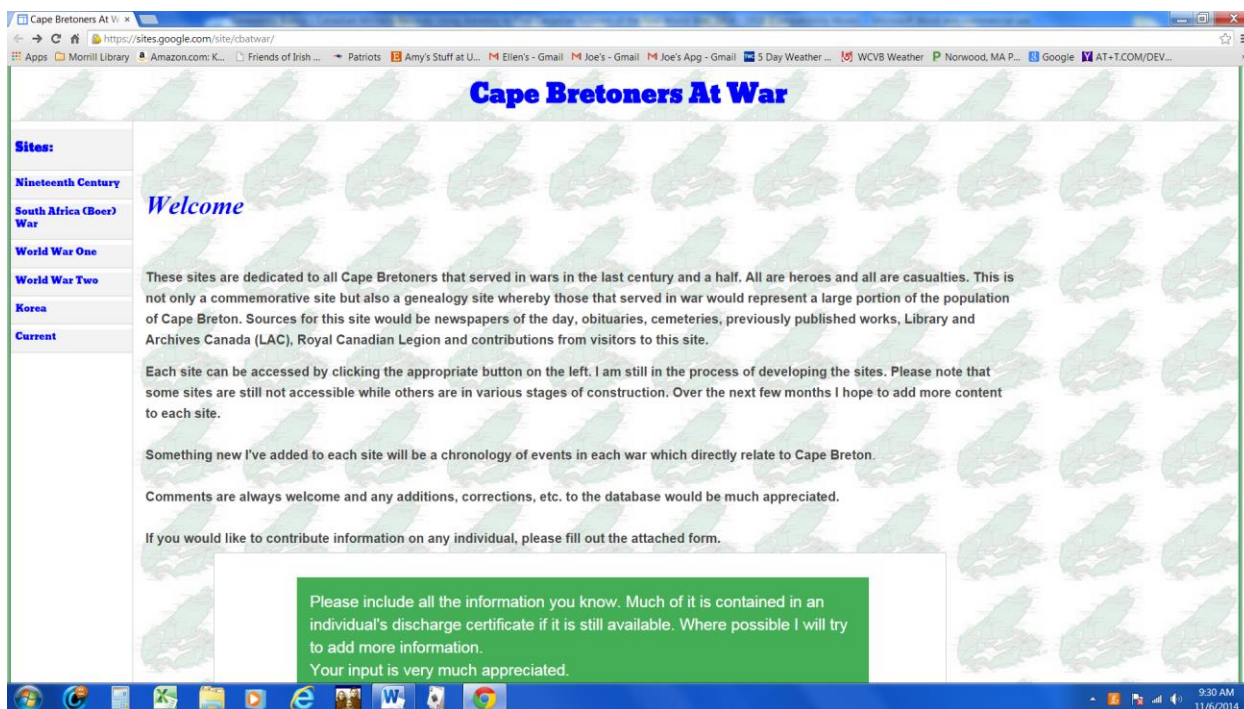 Cape Bretoners At W
https://sites.google.com/site/cbatwar/
Apps Morrill Library Amazon.com: K... Friends of Irish ... Patriots Amy's Stuff at U... Ellen's - Gmail Joe's - Gmail Joe's Apg - Gmail 5 Day Weather ... WCVB Weather Norwood, MA P... Google AT+T.COM/DEV...
Cape Bretoners At War
Sites:
Nineteenth Century
South Africa (Boer)
War
World War One
World War Two
Korea
Current
Welcome
These sites are dedicated to all Cape Bretoners that served in wars in the last century and a half. All are heroes and all are casualties. This is
not only a commemorative site but also a genealogy site whereby those that served in war would represent a large portion of the population
of Cape Breton. Sources for this site would be newspapers of the day, obituaries, cemeteries, previously published works, Library and
Archives Canada (LAC), Royal Canadian Legion and contributions from visitors to this site.
Each site can be accessed by clicking the appropriate button on the left. I am still in the process of developing the sites. Please note that
some sites are still not accessible while others are in various stages of construction. Over the next few months I hope to add more content
to each site.
Something new I've added to each site will be a chronology of events in each war which directly relate to Cape Breton.
Comments are always welcome and any additions, corrections, etc. to the database would be much appreciated.
If you would like to contribute information on any individual, please fill out the attached form.
Please include all the information you know. Much of it is contained in an
individual's discharge certificate if it is still available. Where possible I will try
to add more information.
Your input is very much appreciated.
9:30 AM
11/6/2014